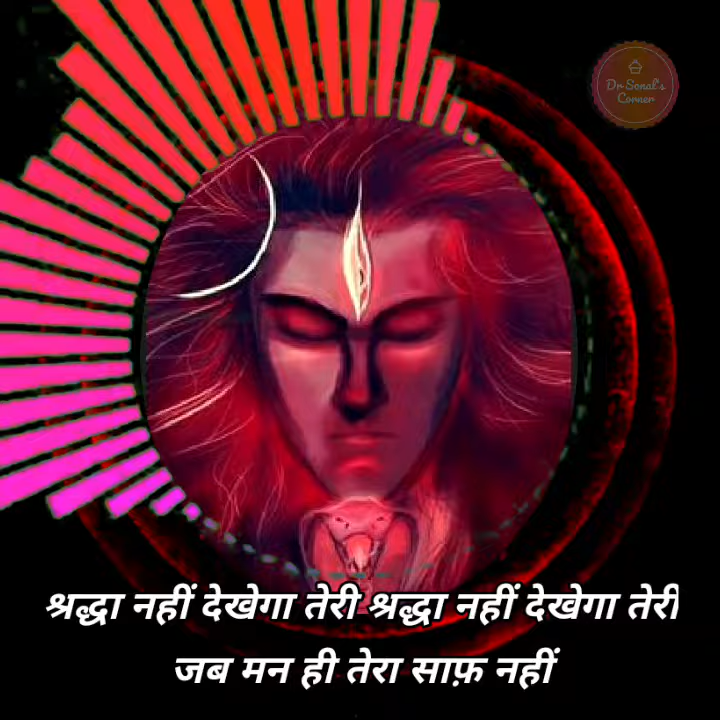 Dr Sonal's
Corner
श्रद्धा नहीं देखेगा तेरी श्रद्धा नहीं देखेगा तेरी
जब मन ही तेरा साफ़ नहीं